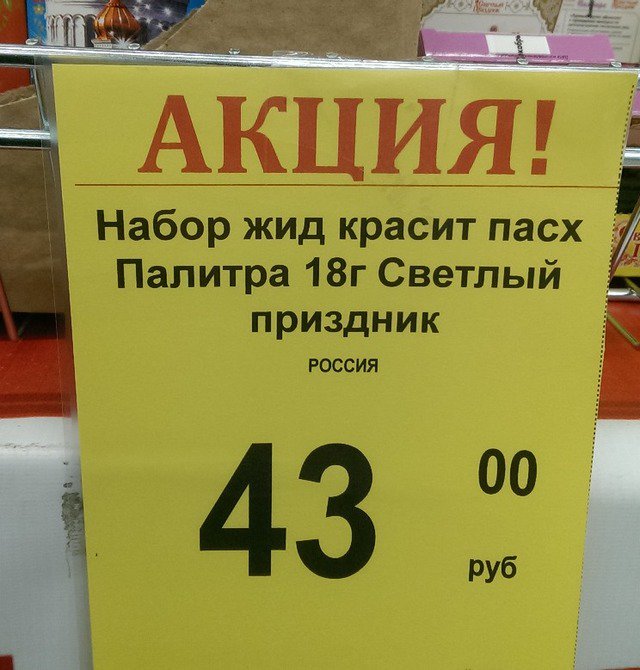 АКЦИЯ!
Набор жид красит пасх
Палитра 18г Светлый
приздник
РОССИЯ
43 00
руб